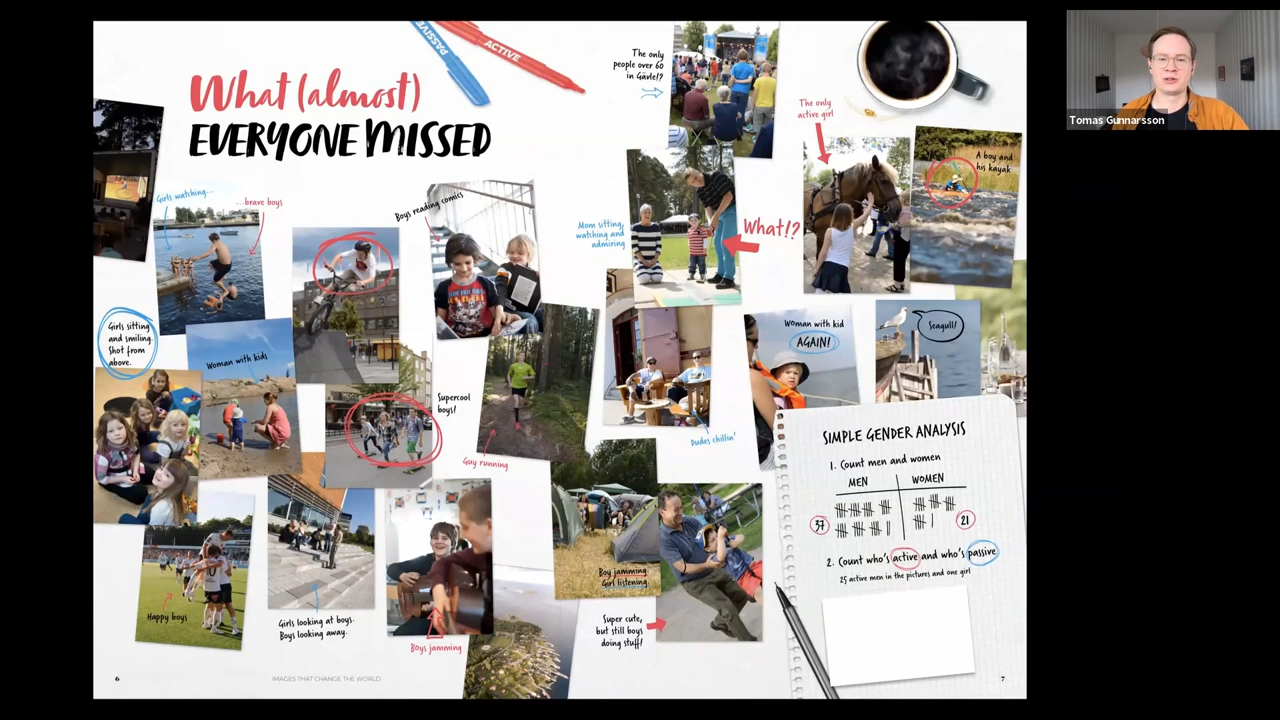 PASSIVE
ACTIVE
What (almost)
EVERYONE MISSED
The only
people over 60
in Gävle!?
The only
active girl
A boy and
his kayak
Tomas Gunnarsson
Girls watching...
...brave boys
Boys reading comics
Mom sitting,
watching and
admiring
What!?
Girls sitting
and smiling.
Shot from
above.
Woman with kids
Supercool
boys!
Guy running
Dudes chillin'
Woman with kid
AGAIN!
Seagull!
Happy boys
Girls looking at boys.
Boys looking away.
Boys jamming
Boy jamming.
Girl listening.
Super cute,
but still boys
doing stuff!
SIMPLE GENDER ANALYSIS
1. Count men and women
MEN WOMEN
37 21
2. Count who's active and who's passive
25 active men in the pictures and one girl
6 IMAGES THAT CHANGE THE WORLD 7